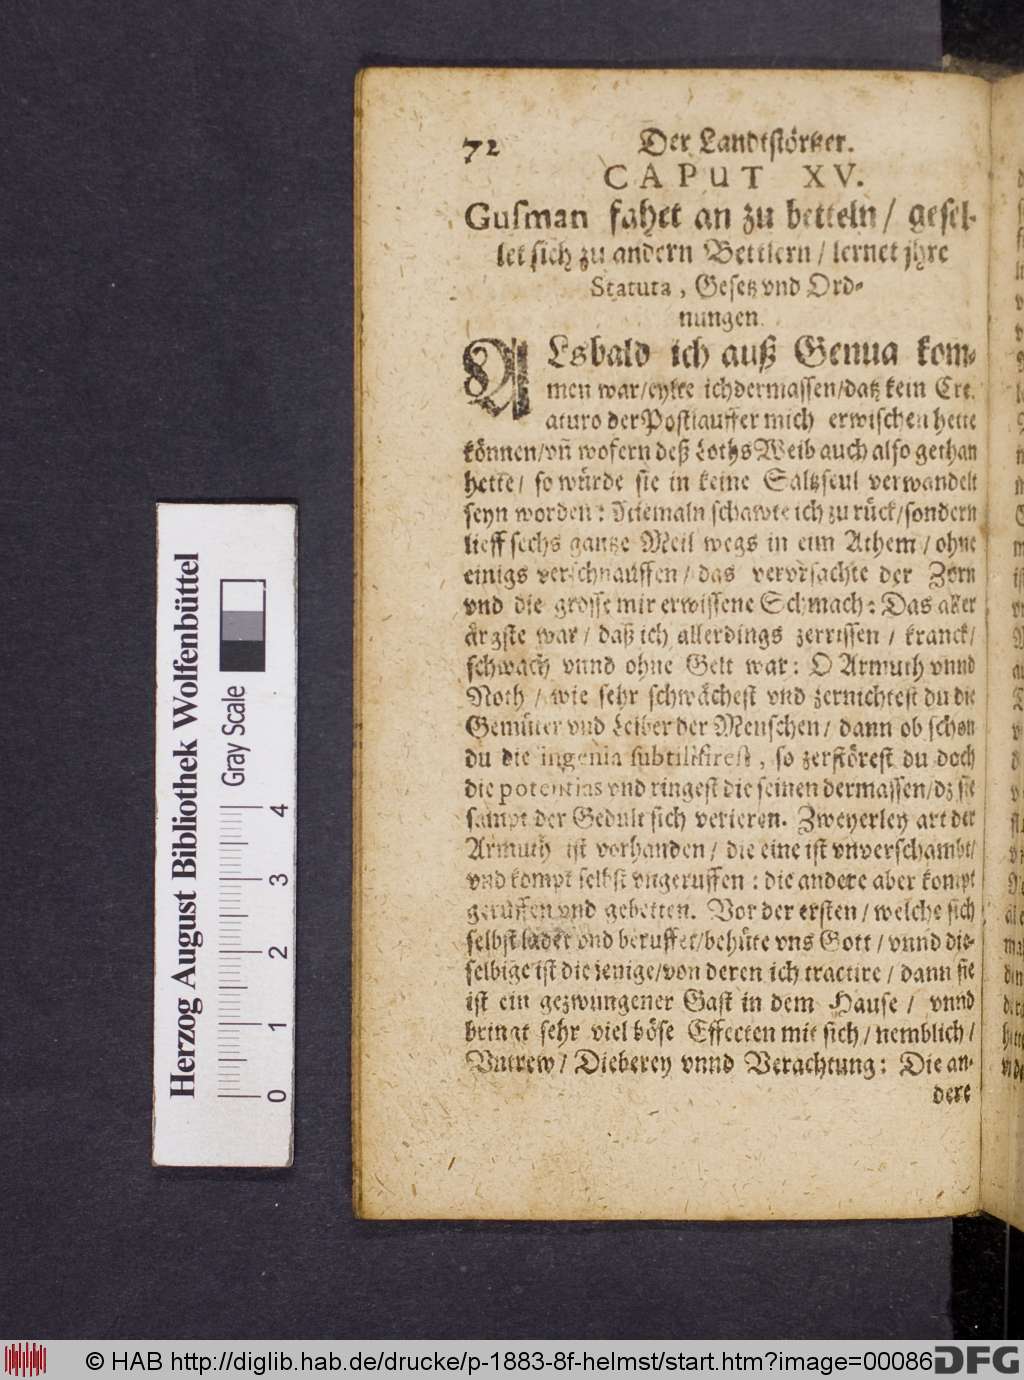 72 Der Landtstörtzer.
CAPUT XV.
Gusman fahet an zu betteln / gesel-
let sich zu andern Bettlern / lernet jhre
Statuta, Gesetz vnd Ord-
nungen.
ALsbald ich auß Genua kom-
men war/eylte ich dermassen/daß kein Cre-
aturo der Postlauffer mich erwischen hette
können/vñ wofern deß Loths Weib auch also gethan
hette/ so würde sie in keine Saltzseul verwandelt
seyn worden: Niemaln schawte ich zu rück/sondern
lieff sechs gantze Meil wegs in eim Athem/ohne
einigs verschnauffen/das vervrsachte der Zorn
vnd die grosse mir erwissene Schmach: Das aller
ärgste war/ daß ich allerdings zerrissen / kranck/
schwach vnnd ohne Gelt war: O Armuth vnnd
Noth / wie sehr schwächest vnd zernichtest du die
Gemüter vnd Leiber der Menschen/ dann ob schon
du die ingenia subtilisirest, so zerstörest du doch
die potentias vnd ringest die seinen dermassen/dz sie
sampt der Gedult sich verieren. Zweyerley art der
Armuth ist vorhanden/ die eine ist vnverschambt/
vnd kompt selbst vngeruffen: die andere aber kompt
geruffen vnd gebetten. Vor der ersten/welche sich
selbst ladet vnd beruffet/behüte vns Gott/vnnd die-
selbige ist die jenige/von deren ich tractire/ dann sie
ist ein gezwungener Gast in dem Hause / vnnd
bringt sehr viel böse Effecten mit sich/nemblich/
Vntrew/ Dieberey vnnd Verachtung: Die an-
dere
Herzog August Bibliothek Wolfenbüttel
Gray Scale
0 1 2 3 4
© HAB http://diglib.hab.de/drucke/p-1883-8f-helmst/start.htm?image=00086
DFG